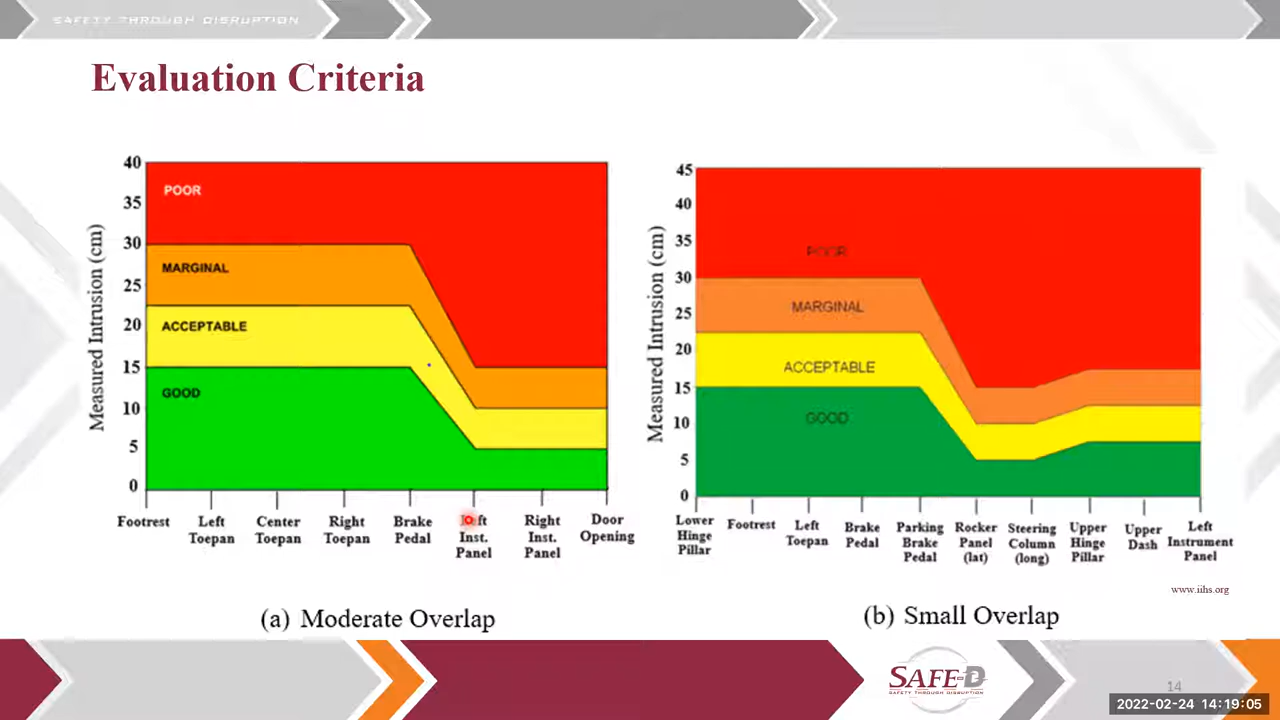 SAFETY THROUGH DISRUPTION
Evaluation Criteria
Measured Intrusion (cm)
40
35
30
25
20
15
10
5
0
POOR
MARGINAL
ACCEPTABLE
GOOD
Footrest
Left
Toepan
Center
Toepan
Right
Toepan
Brake
Pedal
Inst.
Panel
Right
Inst.
Panel
Door
Opening
(a) Moderate Overlap
Measured Intrusion (cm)
45
40
35
30
25
20
15
10
5
0
POOR
MARGINAL
ACCEPTABLE
GOOD
Lower
Hinge
Pillar
Footrest
Left
Toepan
Brake
Pedal
Parking
Brake
Pedal
Rocker
Panel
(lat)
Steering
Column
(long)
Upper
Hinge
Pillar
Upper
Dash
Left
Instrument
Panel
www.iihs.org
(b) Small Overlap
SAFE-D
SAFETY THROUGH DISRUPTION
14
2022-02-24 14:19:05